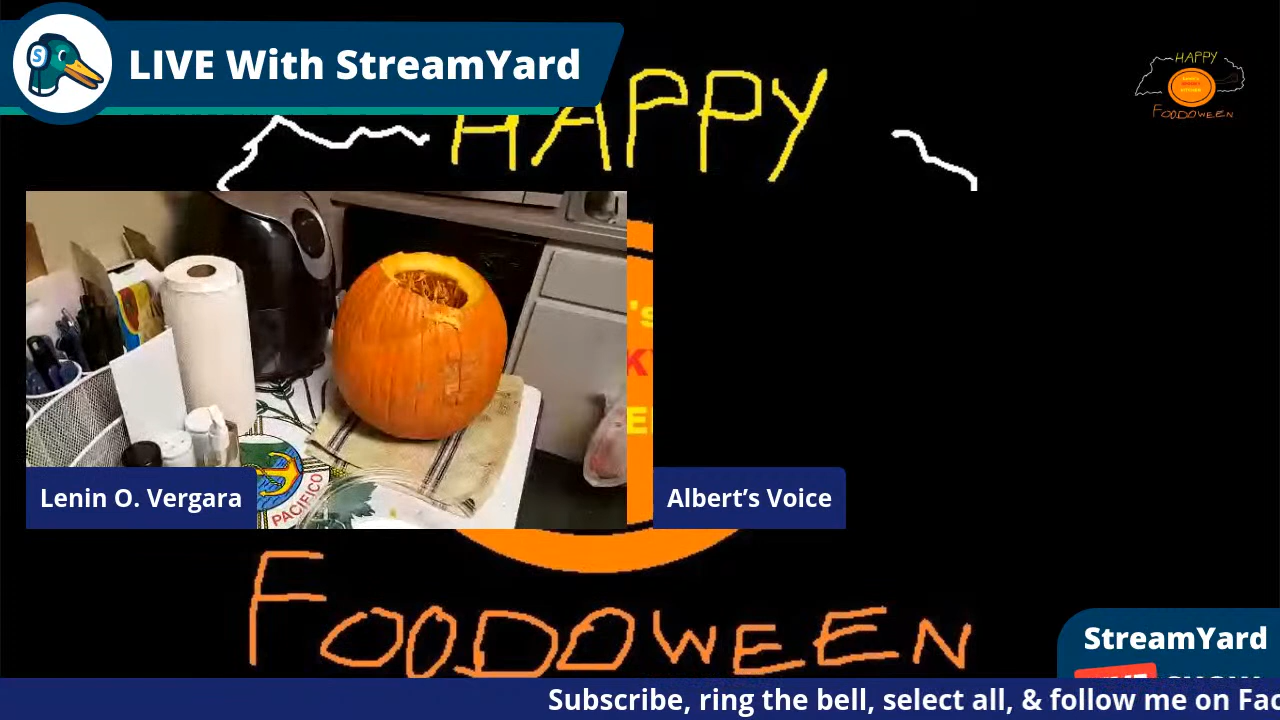 LIVE With StreamYard
HAPPY
HAPPY
FOODOWEEN
's
Lenin O. Vergara
PACIFICO
Albert’s Voice
FOODOWEEN
StreamYard
Subscribe, ring the bell, select all, & follow me on Fac